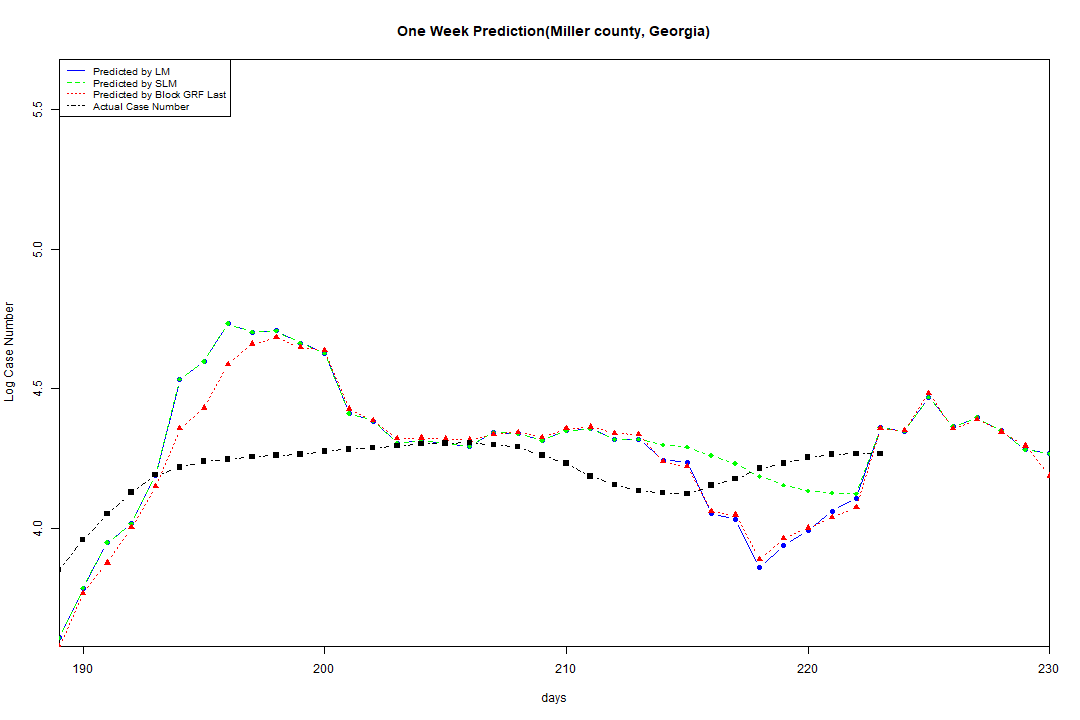 One Week Prediction(Miller county, Georgia)
Predicted by LM
Predicted by SLM
Predicted by Block GRF Last
Actual Case Number
5.5
5.0
4.5
4.0
Log Case Number
190 200 210 220 230
days